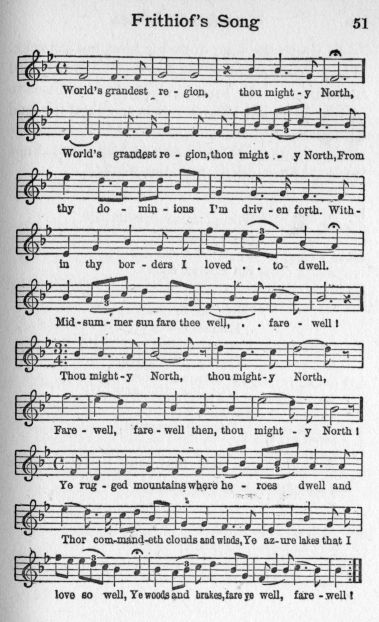 Frithiof's Song 51
World's grandest re - gion, thou might - y North,
World's grandest re - gion, thou might - y North, From
thy do - min - ions I'm driv - en forth. With-
in thy bor - ders I loved . . to dwell.
Mid - sum - mer sun fare thee well, . . fare - well!
Thou might - y North, thou might - y North,
Fare - well, fare - well then, thou might - y North!
Ye rug - ged mountains where he - roes dwell and
Thor com-mand-eth clouds and winds, Ye az - ure lakes that I
love so well, Ye woods and brakes, fare ye well, fare - well!